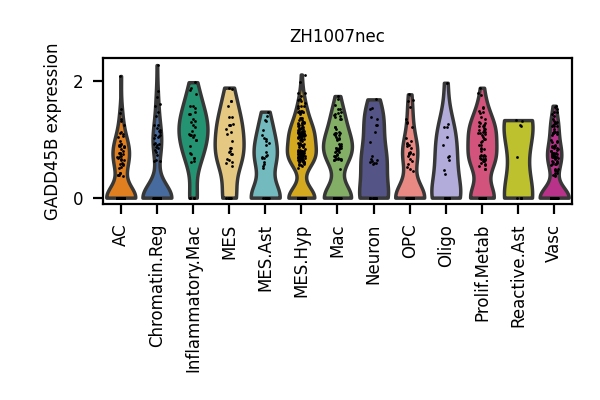 ZH1007nec
GADD45B expression
2
0
AC
Chromatin.Reg
Inflammatory.Mac
MES
MES.Ast
MES.Hyp
Mac
Neuron
OPC
Oligo
Prolif.Metab
Reactive.Ast
Vasc